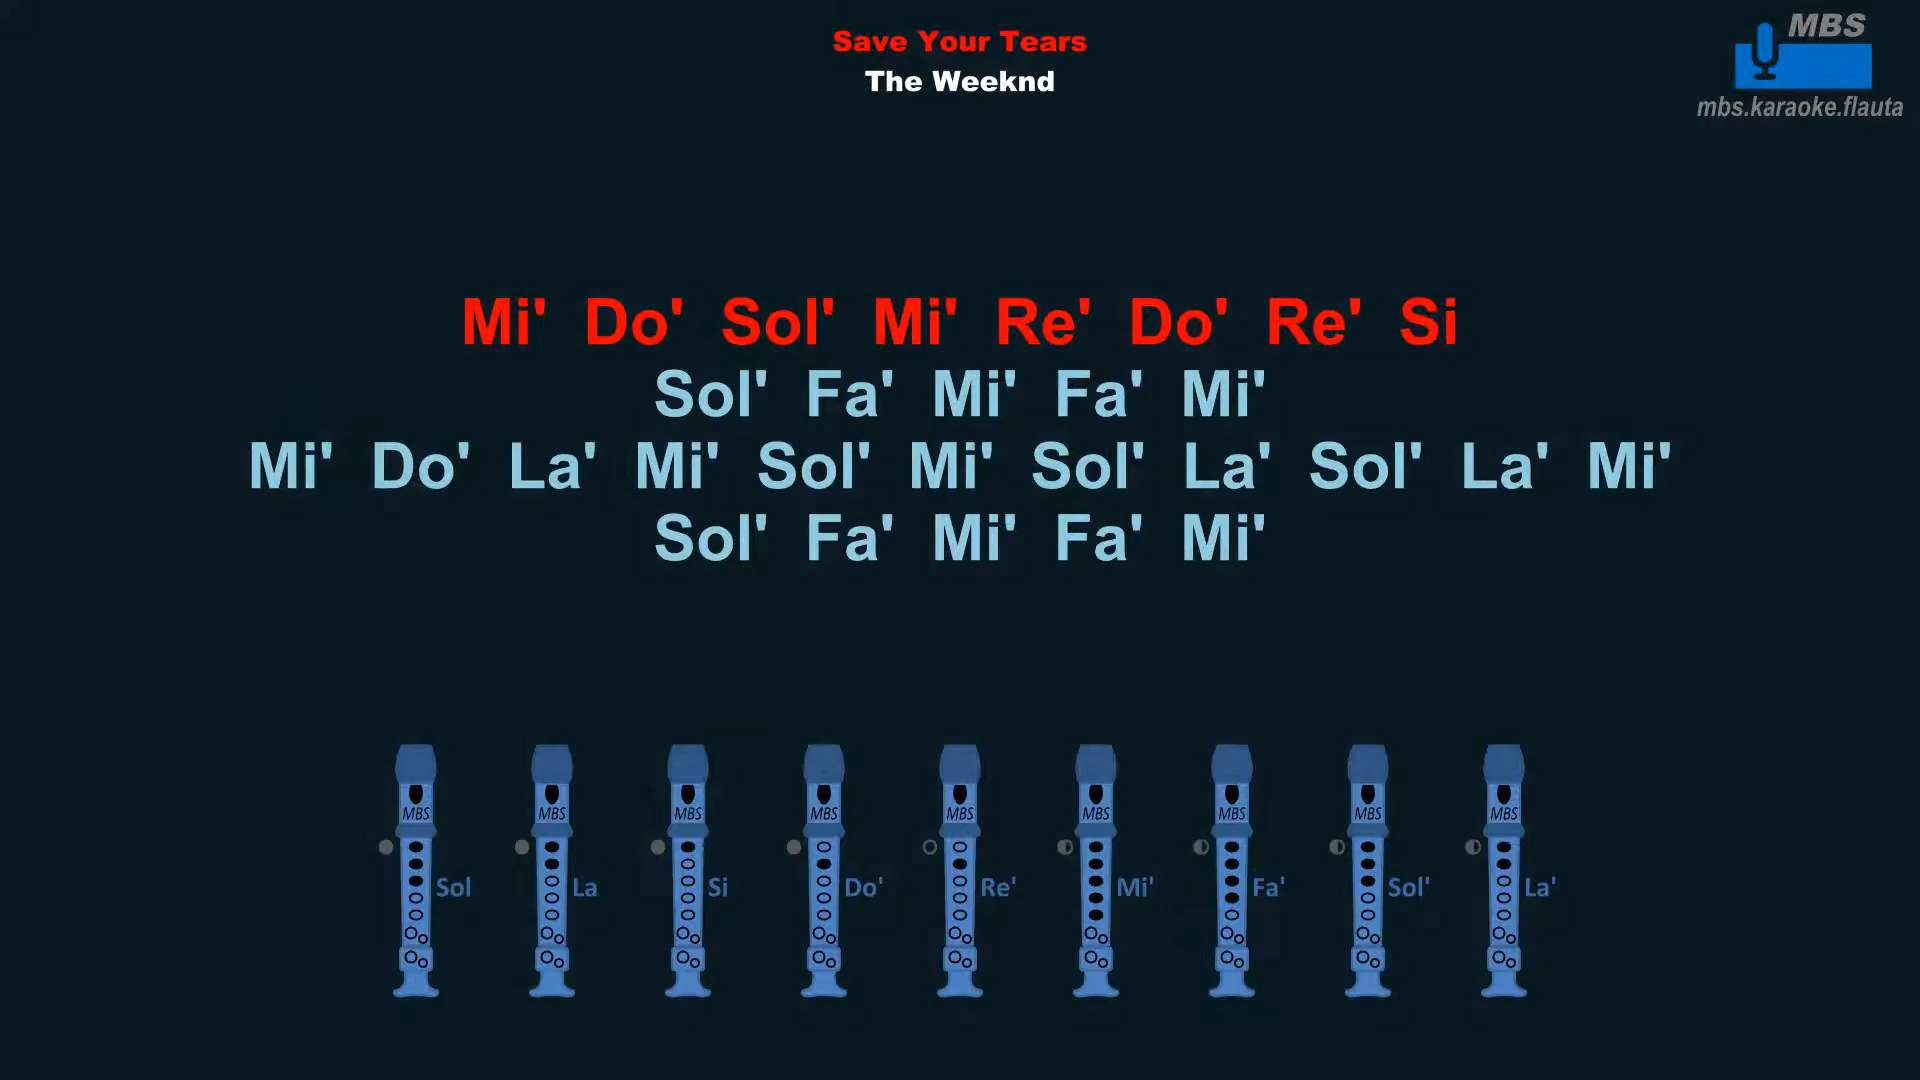 Save Your Tears
The Weeknd
MBS
mbs.karaoke.flauta
Mi' Do' Sol' Mi' Re' Do' Re' Si
Sol' Fa' Mi' Fa' Mi'
Mi' Do' La' Mi' Sol' Mi' Sol' La' Sol' La' Mi'
Sol' Fa' Mi' Fa' Mi'
MBS MBS MBS MBS MBS MBS MBS MBS MBS
Sol La Si Do' Re' Mi' Fa' Sol' La'